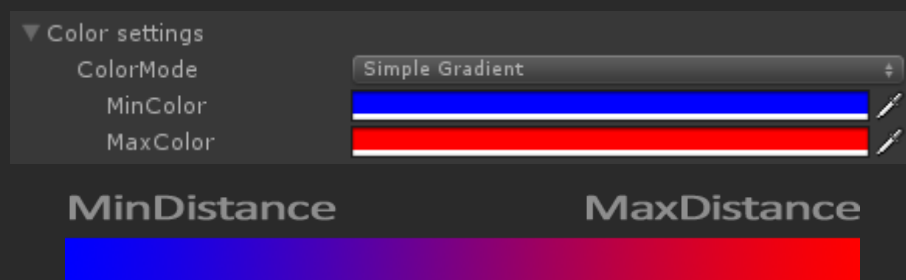 Color settings
ColorMode Simple Gradient
MinColor
MaxColor
MinDistance MaxDistance